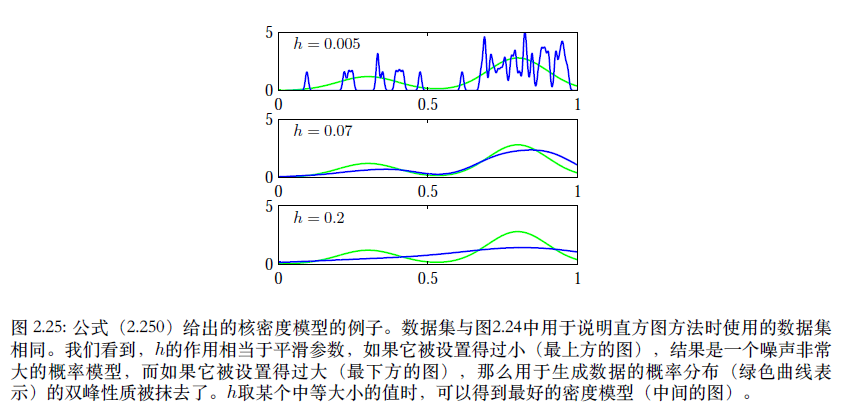 5
h = 0.005
0
0
0.5
1
5
h = 0.07
0
0
0.5
1
5
h = 0.2
0
0
0.5
1
图 2.25: 公式（2.250）给出的核密度模型的例子。数据集与图2.24中用于说明直方图方法时使用的数据集
相同。我们看到，h的作用相当于平滑参数，如果它被设置得过小（最上方的图），结果是一个噪声非常
大的概率模型，而如果它被设置得过大（最下方的图），那么用于生成数据的概率分布（绿色曲线表
示）的双峰性质被抹去了。h取某个中等大小的值时，可以得到最好的密度模型（中间的图）。